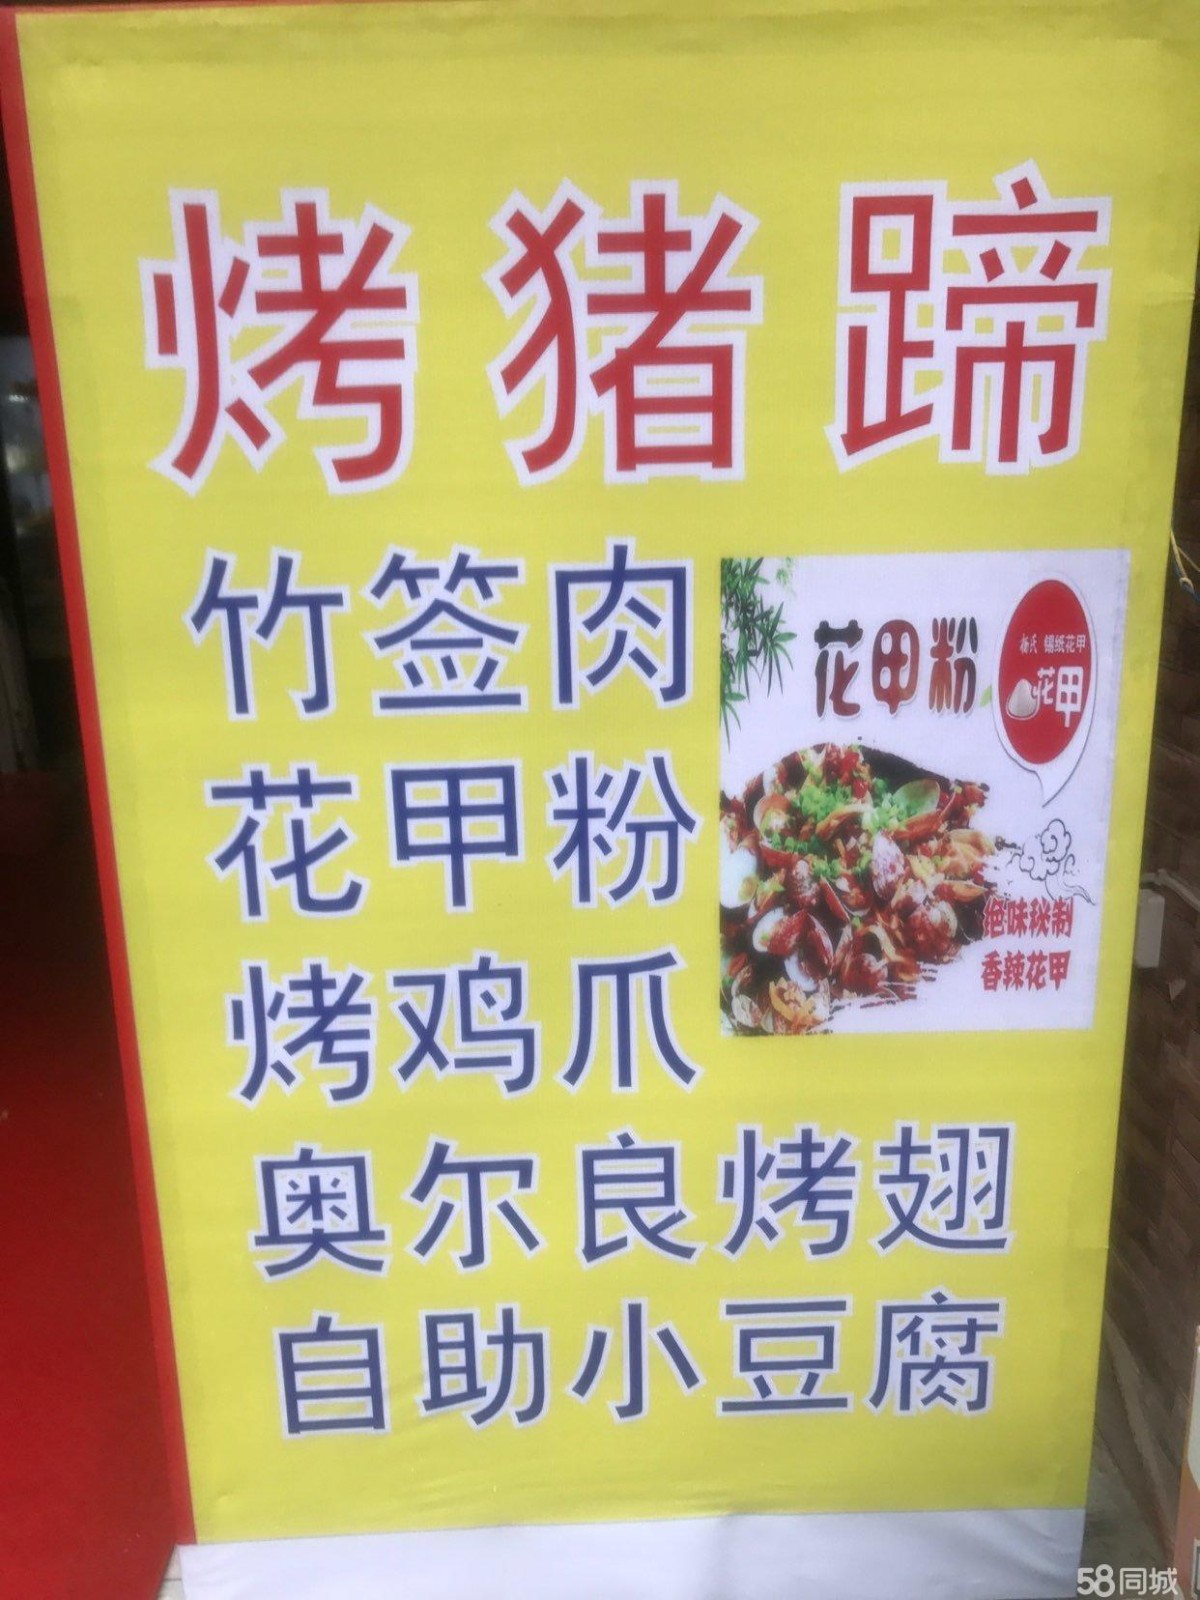 烤猪蹄
竹签肉
花甲粉
杨氏 锡纸花甲
花甲
花甲粉
绝味秘制
香辣花甲
烤鸡爪
奥尔良烤翅
自助小豆腐
58同城